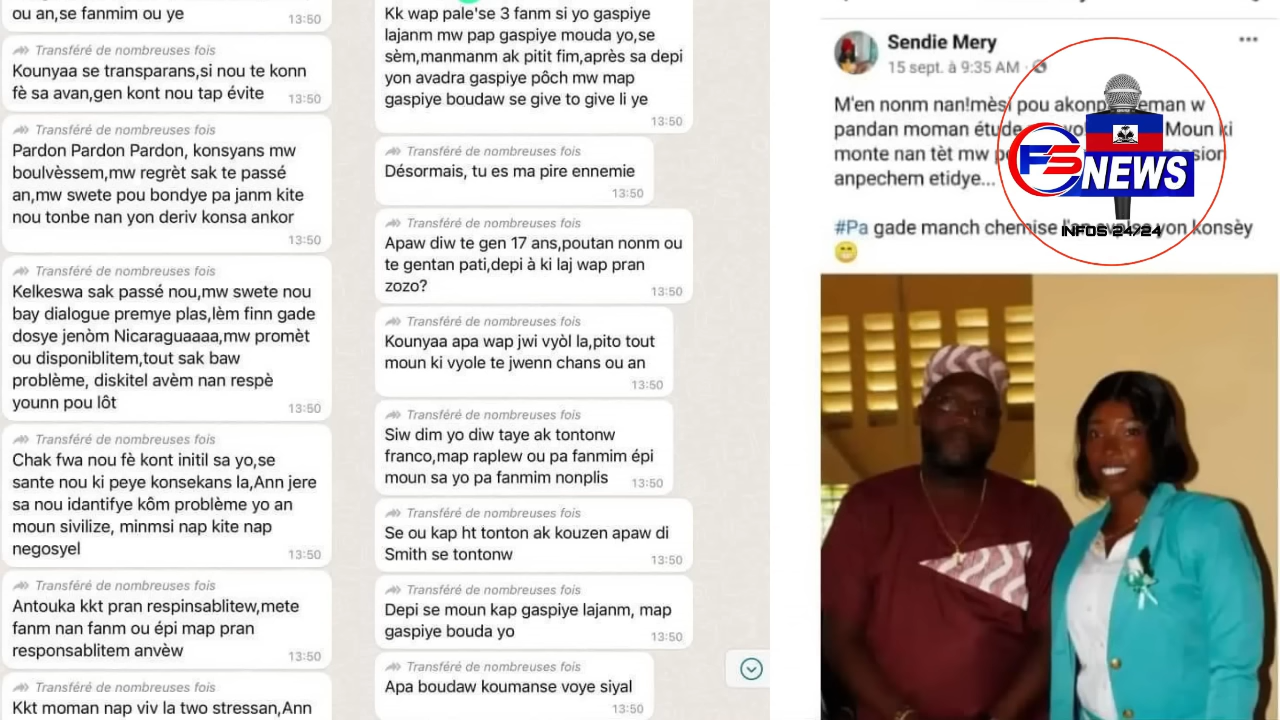 ou an,se fanmim ou ye
13:50
Transféré de nombreuses fois
Kounyaa se transparans,si nou te konn
fè sa avan,gen kont nou tap évite
13:50
Transféré de nombreuses fois
Pardon Pardon Pardon, konsyans mw
boulvèssem,mw regrèt sak te passé
an,mw swete pou bondye pa janm kite
nou tonbe nan yon deriv konsa ankor
13:50
Transféré de nombreuses fois
Kelkeswa sak passé nou,mw swete nou
bay dialogue premye plas,lèm finn gade
dosye jenòm Nicaraguaaaa,mw promèt
ou disponiblitem,tout sak baw
problème, diskitel avèm nan respè
younn pou lôt
13:50
Transféré de nombreuses fois
Chak fwa nou fè kont initil sa yo,se
sante nou ki peye konsekans la,Ann jere
sa nou idantifye kôm problème yo an
moun sivilize, minmsi nap kite nap
negosyel
13:50
Transféré de nombreuses fois
Antouka kkt pran respinsablitew,mete
fanm nan fanm ou épi map pran
responsablitem anvèw
13:50
Transféré de nombreuses fois
Kkt moman nap viv la two stressan,Ann
Kk wap pale'se 3 fanm si yo gaspiye
lajanm mw pap gaspiye mouda yo,se
sèm,manmanm ak pitit fim,après sa depi
yon avadra gaspiye pôch mw map
gaspiye boudaw se give to give li ye
13:50
Transféré de nombreuses fois
Désormais, tu es ma pire ennemie
13:50
Transféré de nombreuses fois
Apaw diw te gen 17 ans,poutan nonm ou
te gentan pati,depi à ki laj wap pran
zozo?
13:50
Transféré de nombreuses fois
Kounyaa apa wap jwi vyòl la,pito tout
moun ki vyole te jwenn chans ou an
13:50
Transféré de nombreuses fois
Siw dim yo diw taye ak tontonw
franco,map raplew ou pa fanmim épi
moun sa yo pa fanmim nonplis
13:50
Transféré de nombreuses fois
Se ou kap ht tonton ak kouzen apaw di
Smith se tontonw
13:50
Transféré de nombreuses fois
Depi se moun kap gaspiye lajanm, map
gaspiye bouda yo
13:50
Transféré de nombreuses fois
Apa boudaw koumanse voye siyal
13:50
Sendie Mery
15 sept. à 9:35 AM
M'en nonm nan!mèsi pou w
pandan moman étude Moun ki
monte nan tèt mw
anpechem etidye...
#Pa gade manch chemise yon konsèy
FS NEWS
INFOS 24/24